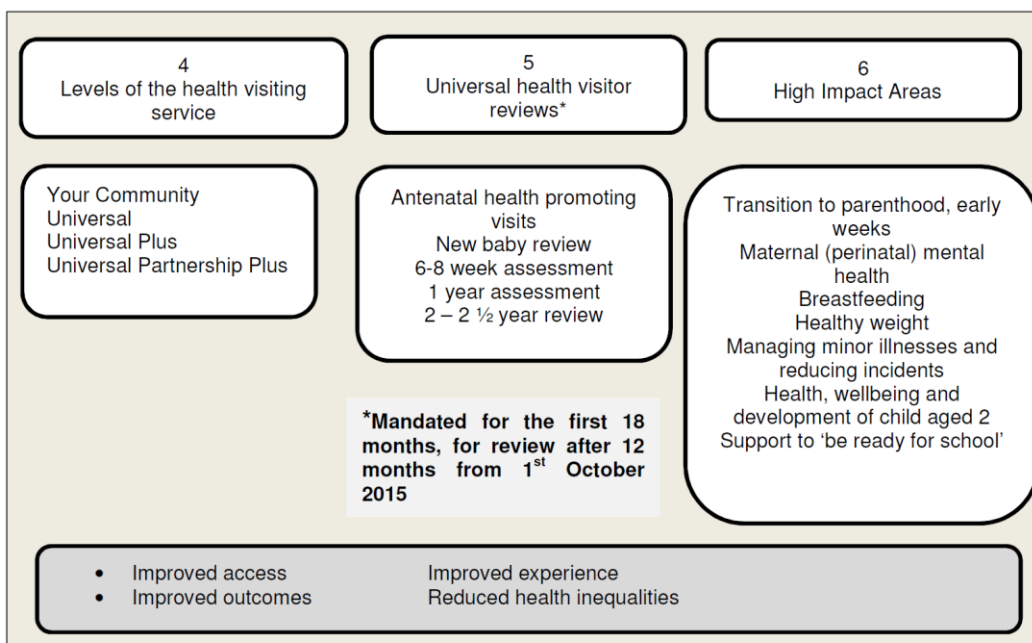 4
Levels of the health visiting
service
5
Universal health visitor
reviews*
6
High Impact Areas
Your Community
Universal
Universal Plus
Universal Partnership Plus
Antenatal health promoting
visits
New baby review
6-8 week assessment
1 year assessment
2 – 2 ½ year review
Transition to parenthood, early
weeks
Maternal (perinatal) mental
health
Breastfeeding
Healthy weight
Managing minor illnesses and
reducing incidents
Health, wellbeing and
development of child aged 2
Support to ‘be ready for school’
*Mandated for the first 18
months, for review after 12
months from 1st October
2015
• Improved access Improved experience
• Improved outcomes Reduced health inequalities